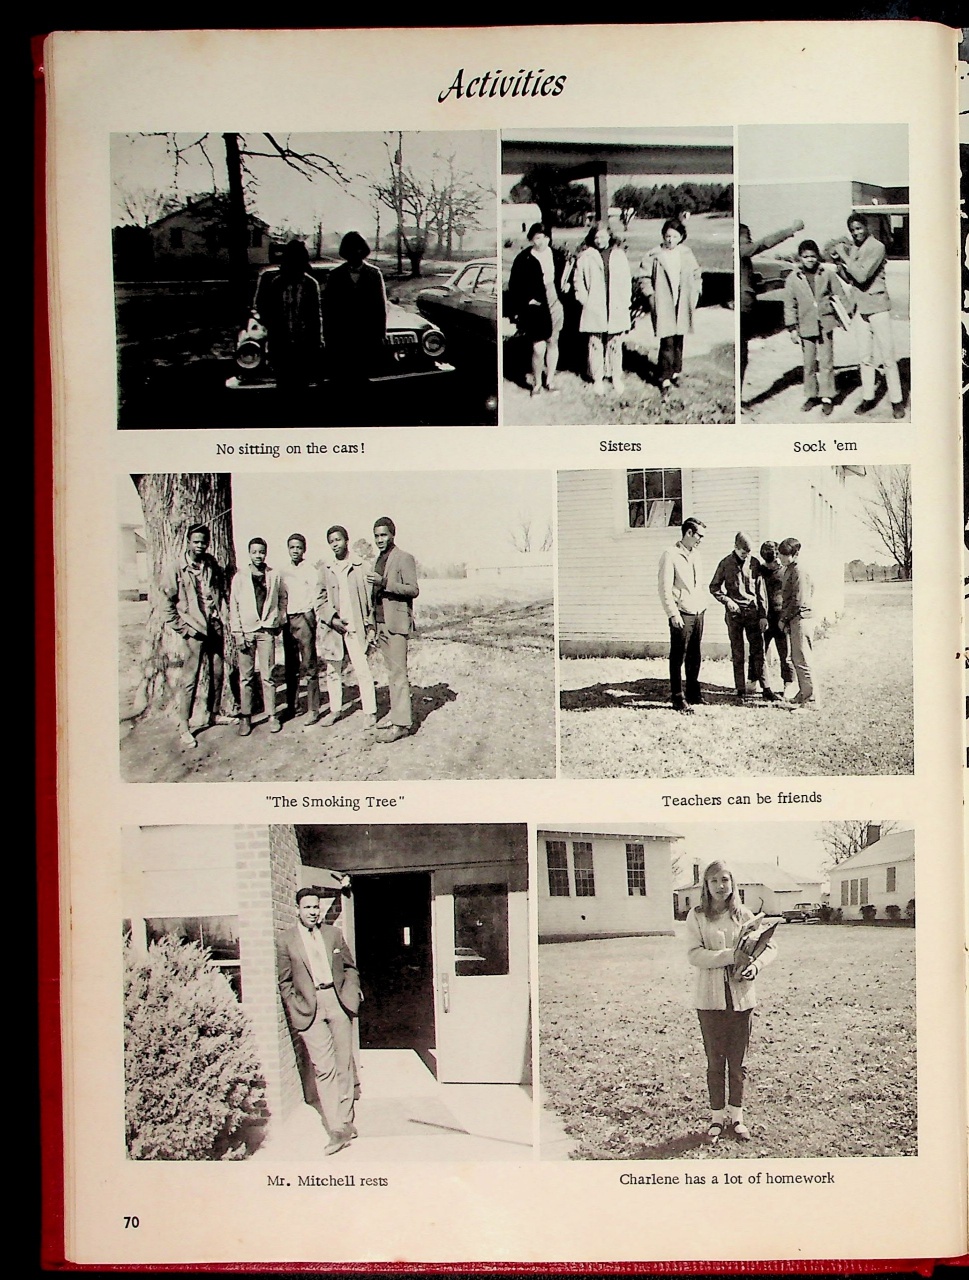 Activities
No sitting on the cars!
Sisters
Sock 'em
"The Smoking Tree"
Teachers can be friends
Mr. Mitchell rests
Charlene has a lot of homework
70